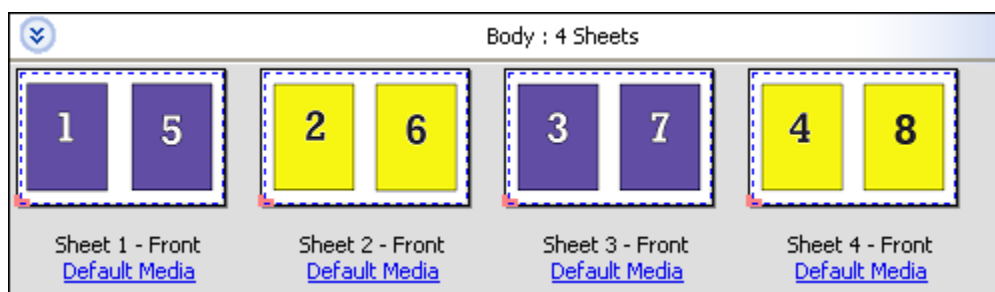 Body : 4 Sheets
1 5 2 6 3 7 4 8
Sheet 1 - Front Sheet 2 - Front Sheet 3 - Front Sheet 4 - Front
Default Media Default Media Default Media Default Media